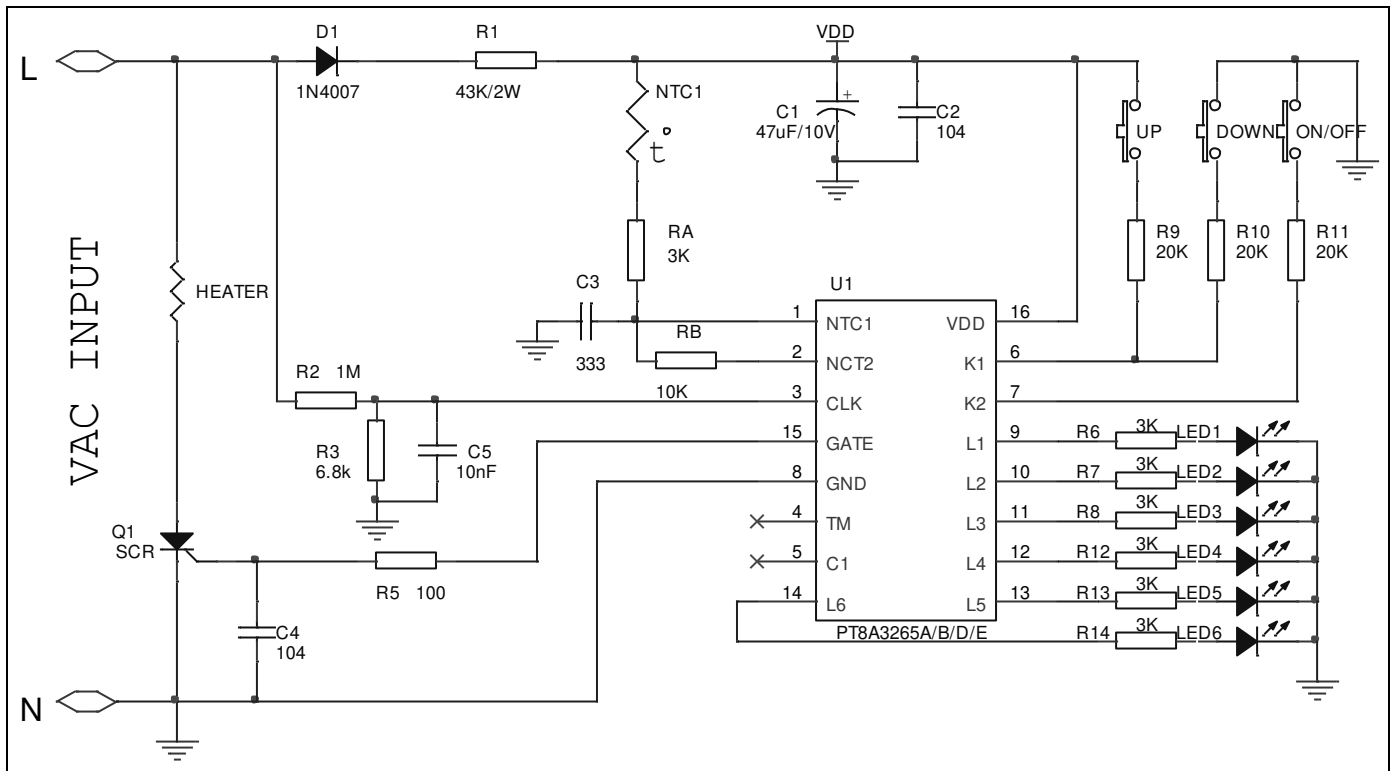 D1
R1
VDD
L
1N4007
43K/2W
NTC1
C1
47uF/10V
+
C2
104
UP
DOWN
ON/OFF
t°
RA
3K
R9
20K
R10
20K
R11
20K
VAC INPUT
HEATER
C3
333
U1
1
NTC1
VDD
16
RB
2
NCT2
K1
6
R2 1M
10K
3
CLK
K2
7
R3
6.8k
C5
10nF
15
GATE
L1
9
R6
3K
LED1
8
GND
L2
10
R7
3K
LED2
4
TM
L3
11
R8
3K
LED3
Q1
SCR
5
C1
L4
12
R12
3K
LED4
R5 100
14
L6
L5
13
R13
3K
LED5
C4
104
PT8A3265A/B/D/E
R14
3K
LED6
N